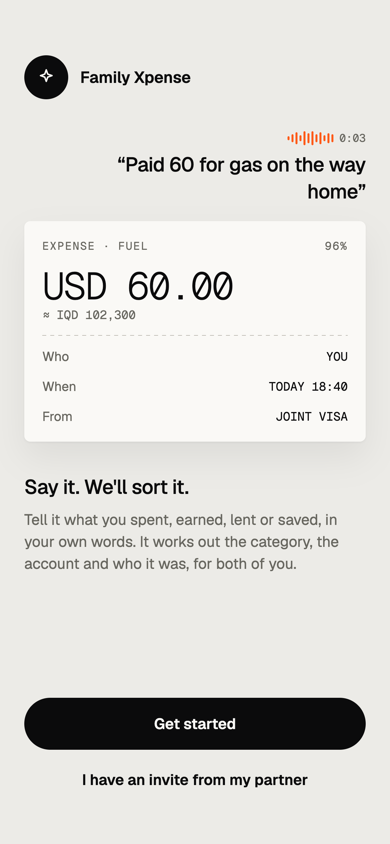 Family Xpense
0:03
“Paid 60 for gas on the way
home”
EXPENSE · FUEL 96%
USD 60.00
≈ IQD 102,300
Who YOU
When TODAY 18:40
From JOINT VISA
Say it. We'll sort it.
Tell it what you spent, earned, lent or saved, in
your own words. It works out the category, the
account and who it was, for both of you.
Get started
I have an invite from my partner